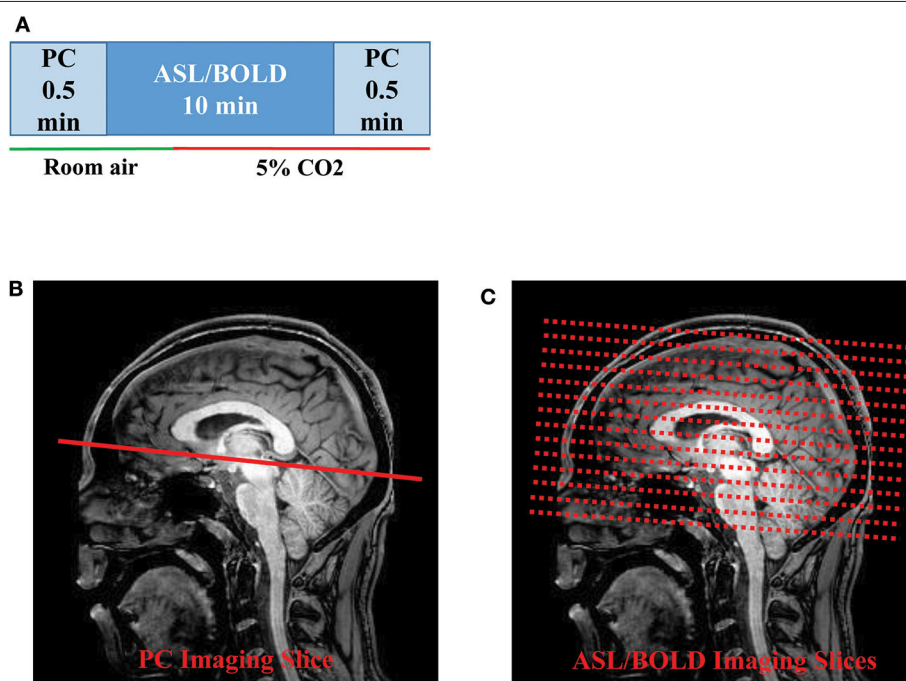 A
PC
0.5
min
ASL/BOLD
10 min
PC
0.5
min
Room air
5% CO2
B
PC Imaging Slice
C
ASL/BOLD Imaging Slices